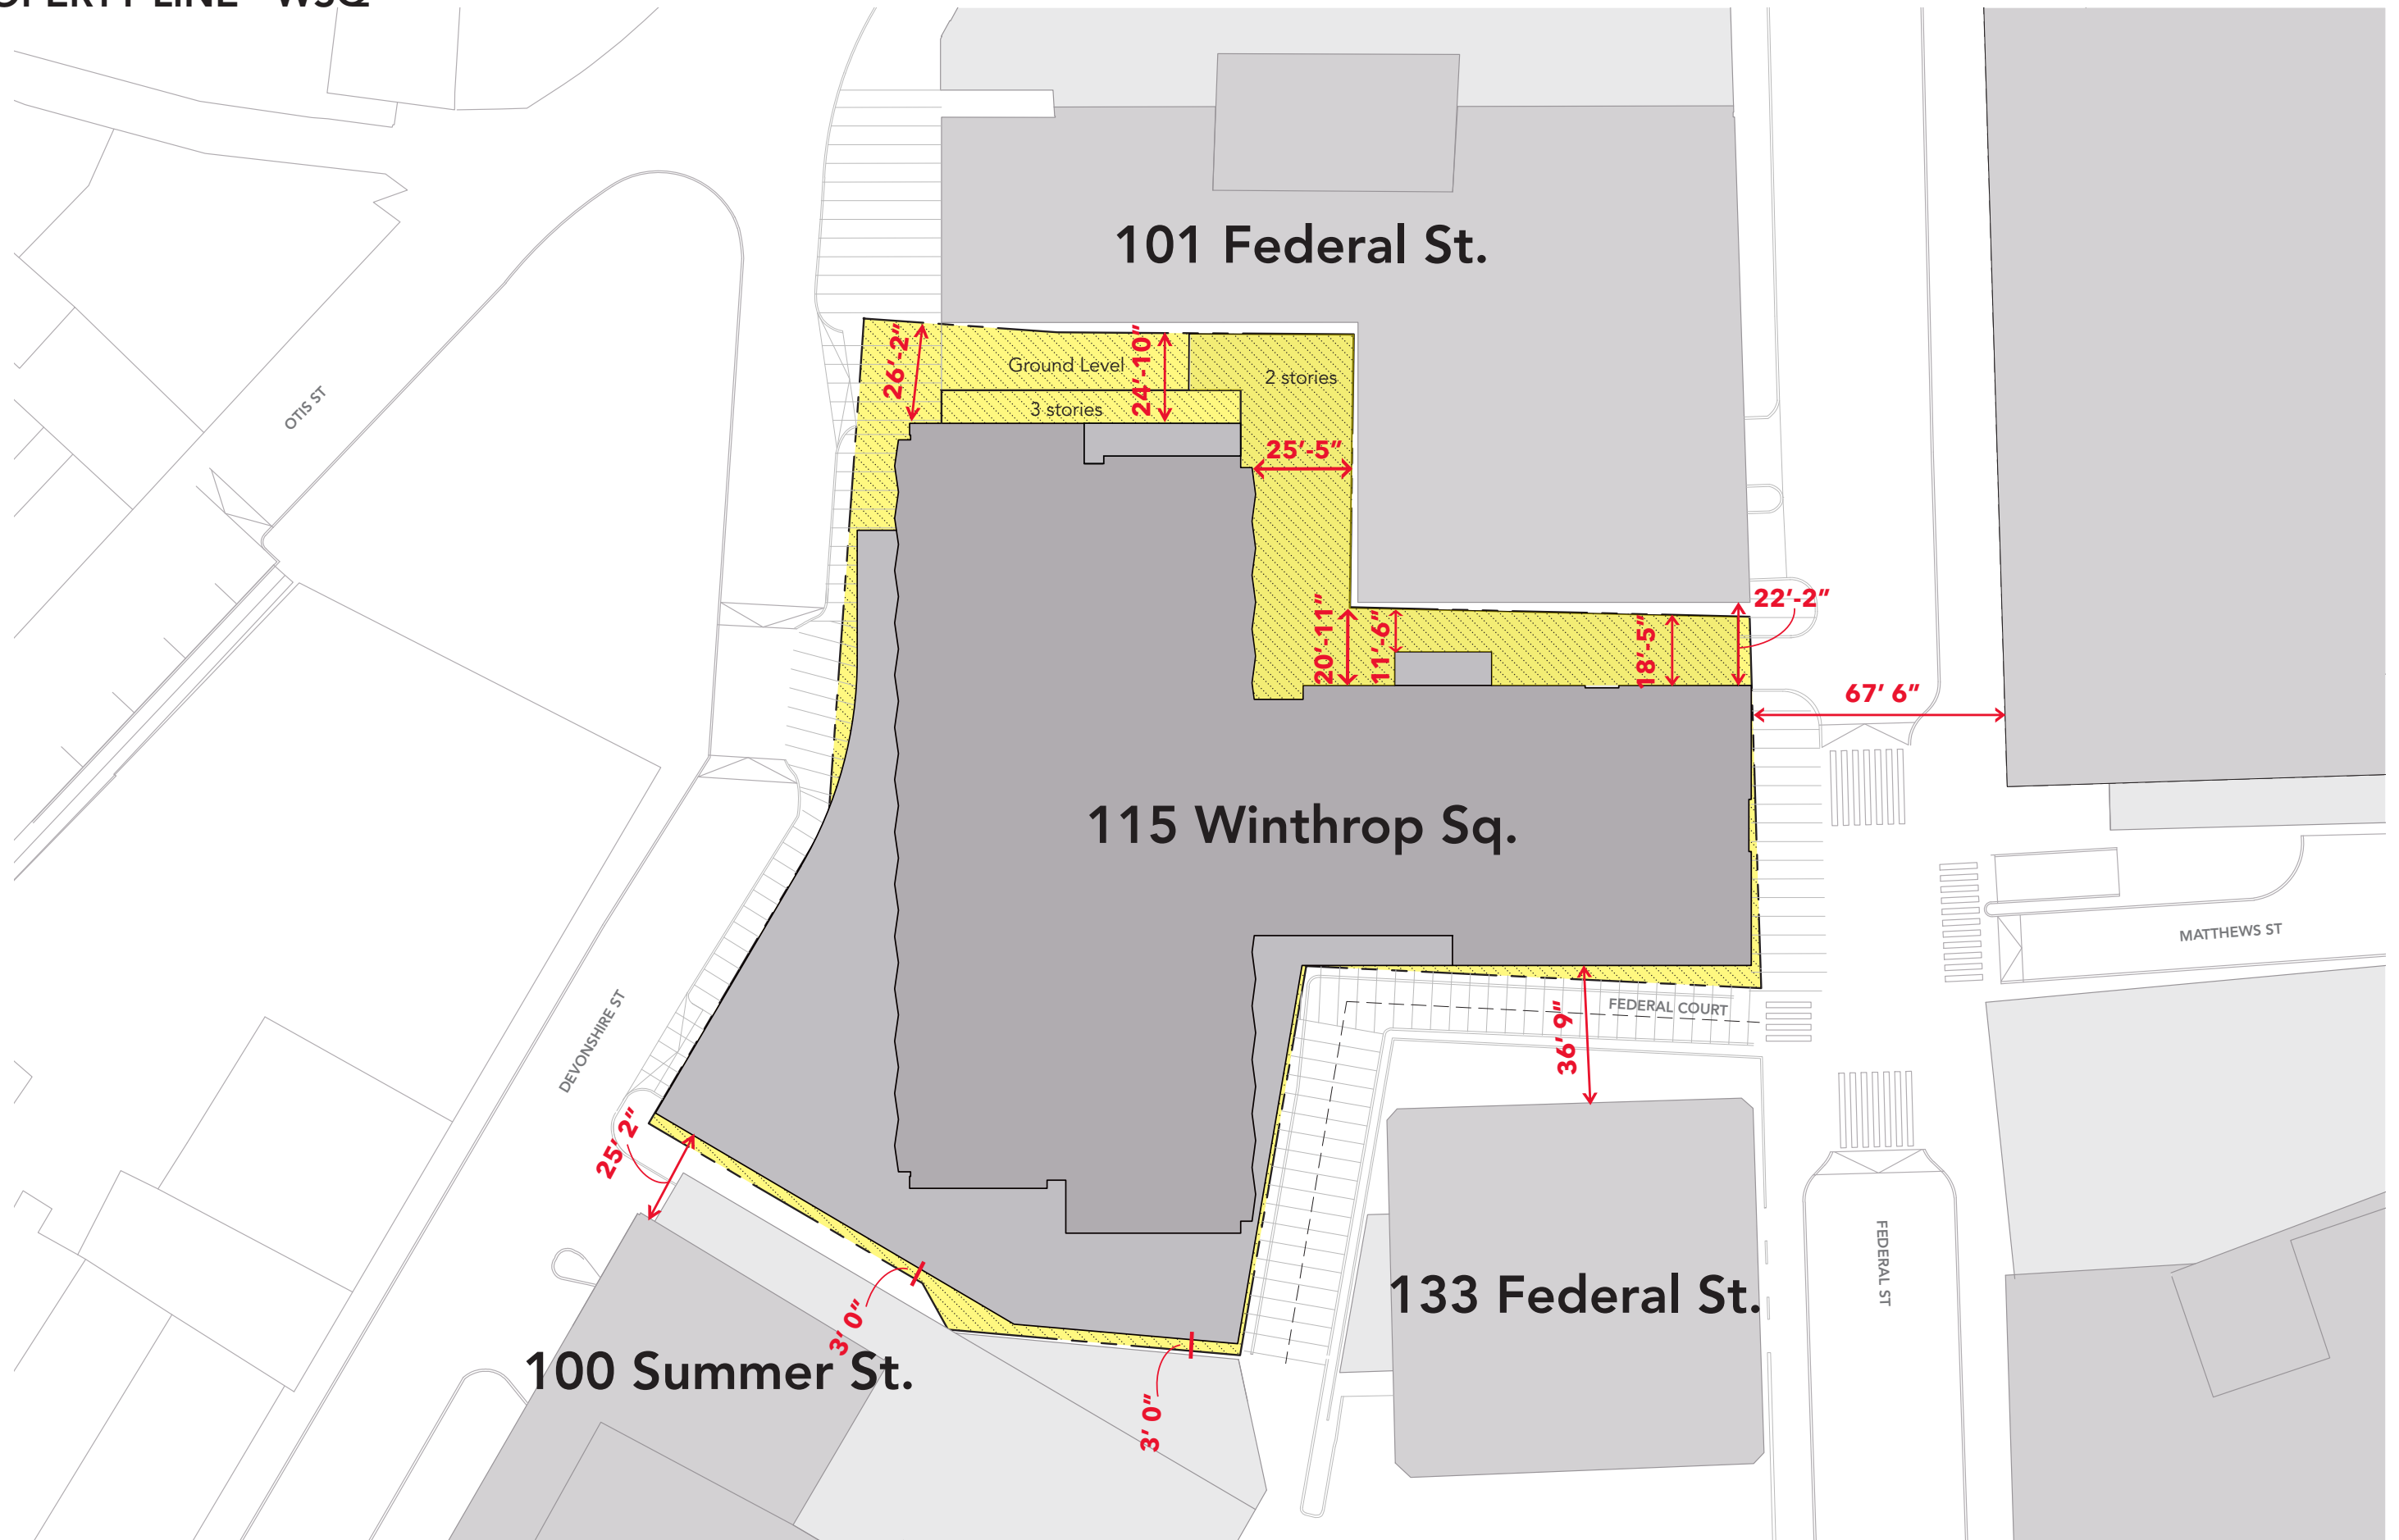 101 Federal St.
26'-2"
24'-10"
Ground Level
2 stories
3 stories
OTIS ST
25'-5"
22'-2"
20'-11"
11'-6"
18'-5"
67' 6"
115 Winthrop Sq.
MATTHEWS ST
DEVONSHIRE ST
FEDERAL COURT
36' 9"
25' 2"
FEDERAL ST
133 Federal St.
3' 0"
100 Summer St.
3' 0"